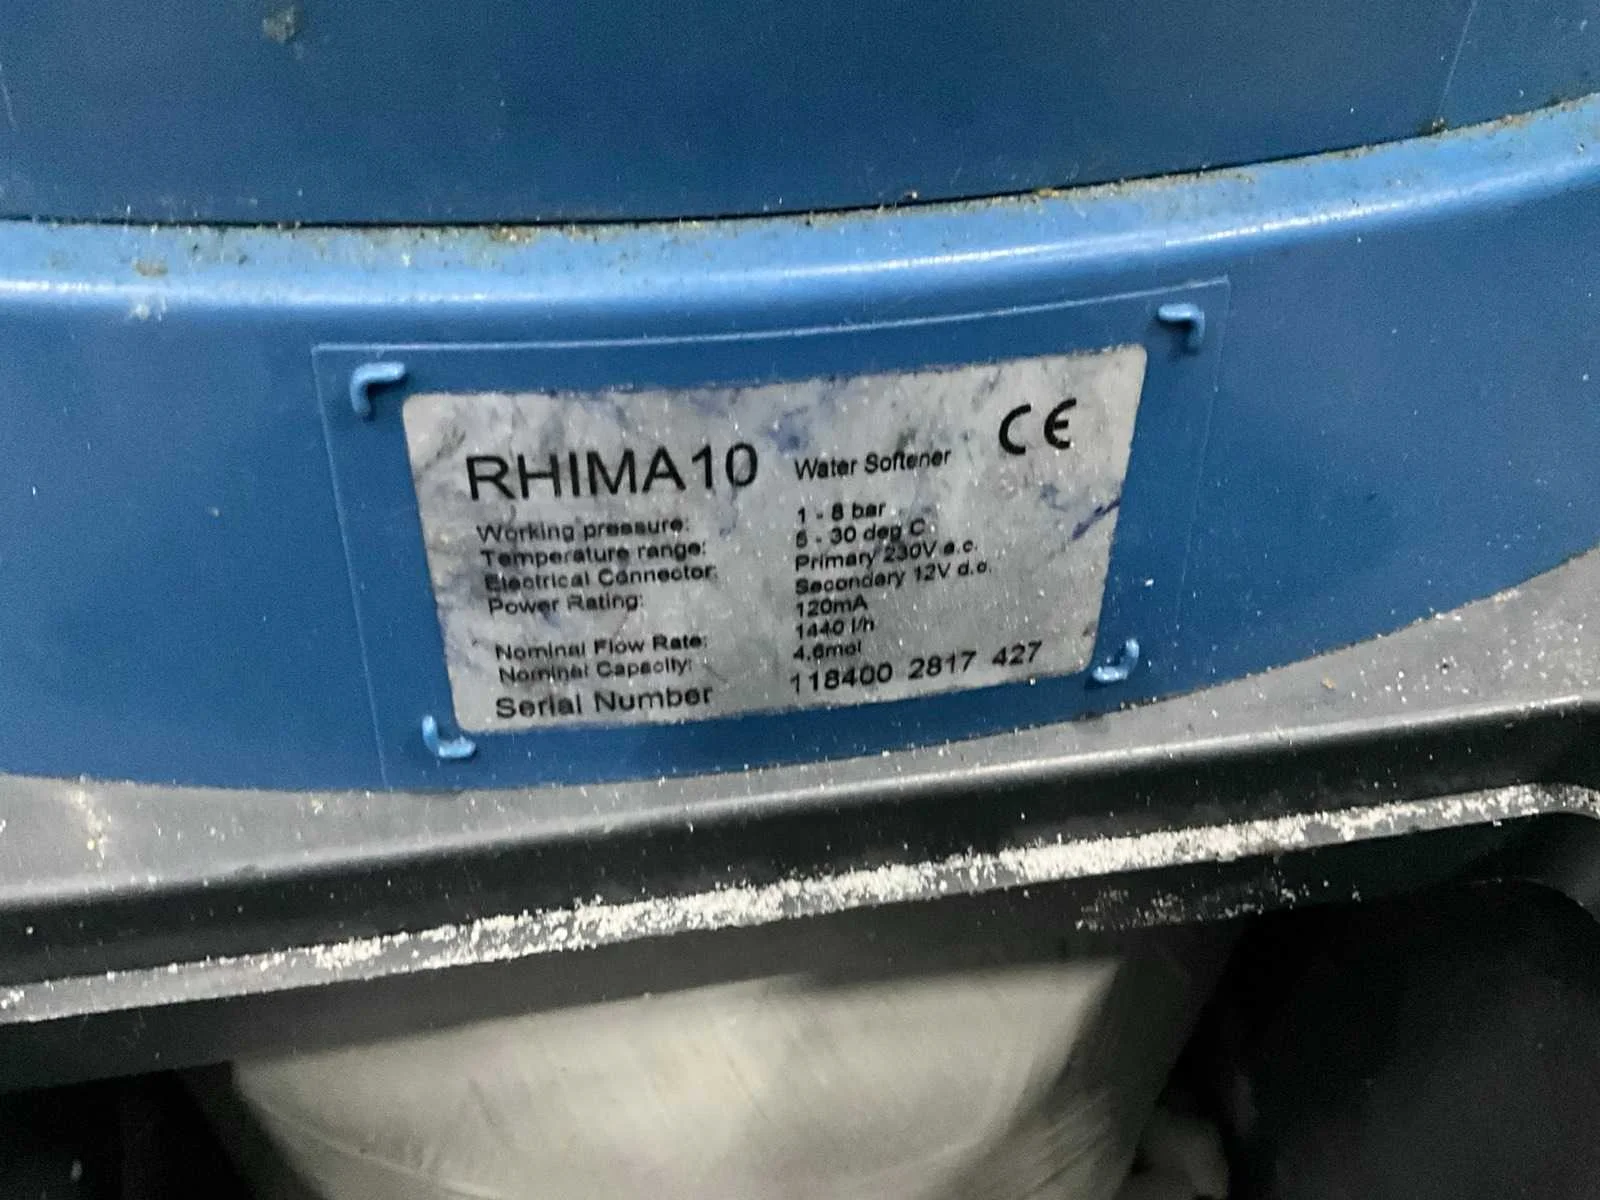 RHIMA10 Water Softener CE
Working pressure: 1 - 8 bar
Temperature range: 5 - 30 deg C
Electrical Connector: Primary 230V a.c.
Secondary 12V d.c.
Power Rating: 120mA
Nominal Flow Rate: 1440 l/h
Nominal Capacity: 4.6mol
Serial Number 118400 2817 427